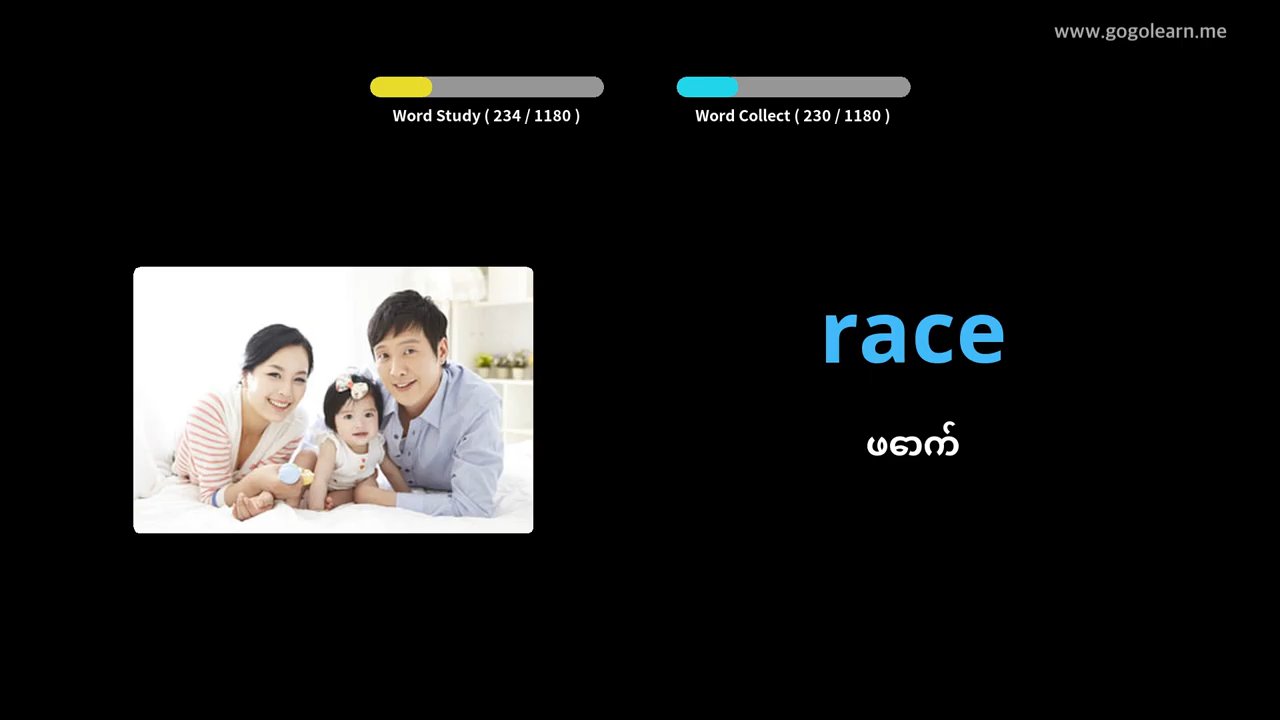 www.gogolearn.me
Word Study ( 234 / 1180 )
Word Collect ( 230 / 1180 )
race
ဖောက်